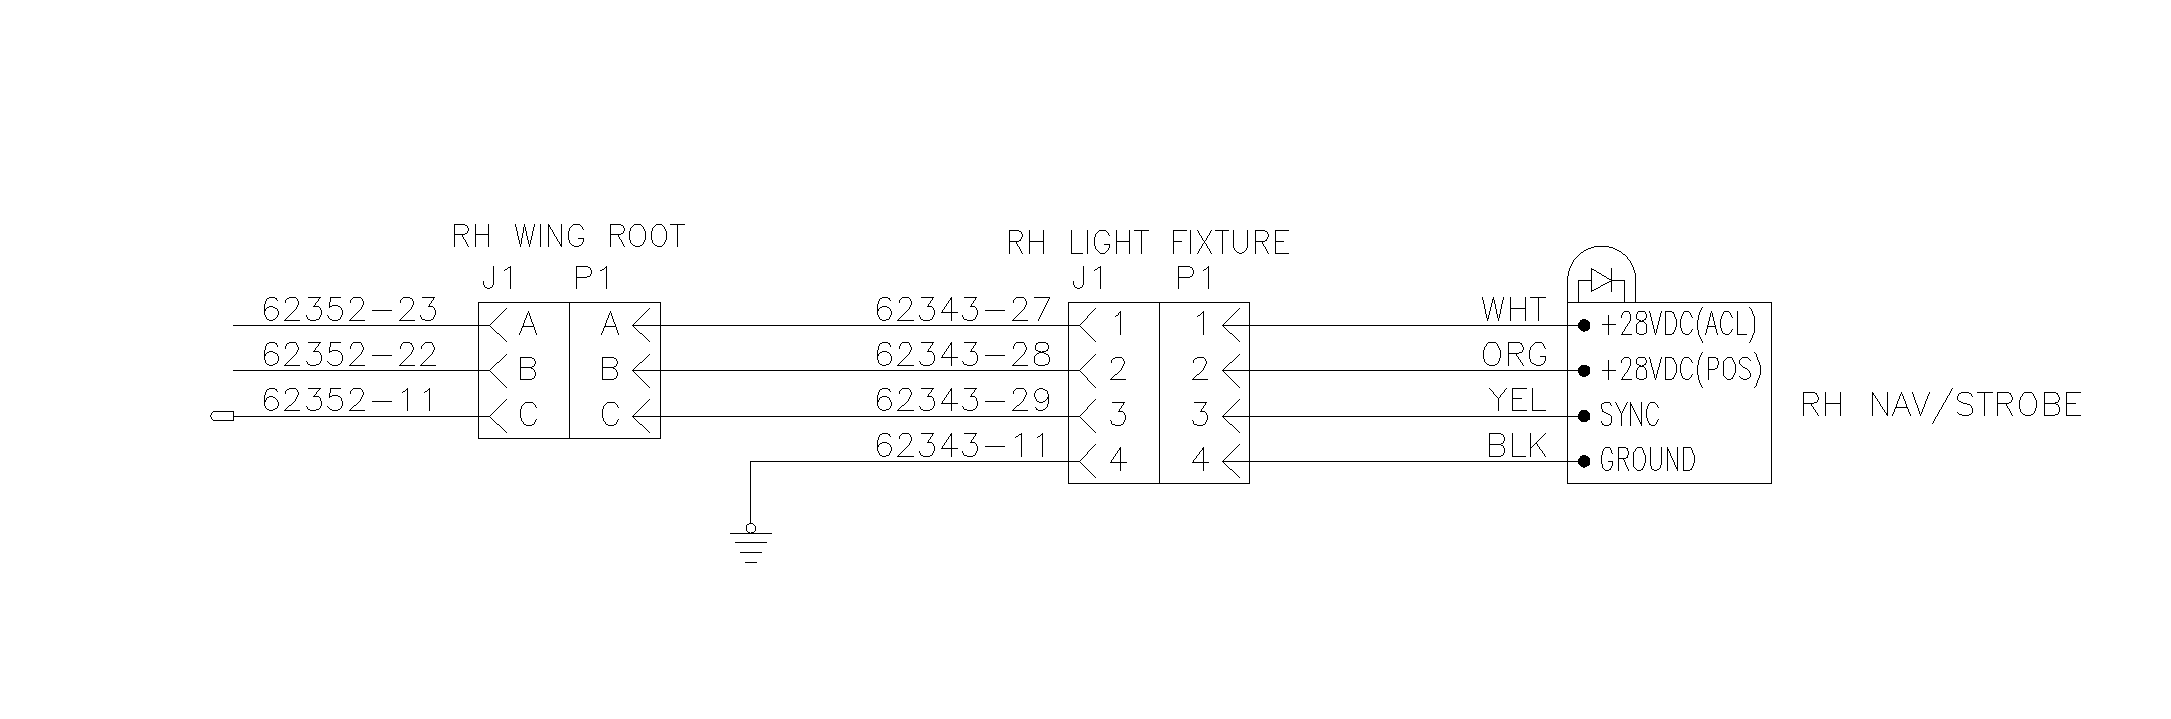 RH WING ROOT
J1 P1
RH LIGHT FIXTURE
J1 P1
62352-23 A A 62343-27 1 1 WHT +28VDC(ACL)
62352-22 B B 62343-28 2 2 ORG +28VDC(POS)
62352-11 C C 62343-29 3 3 YEL SYNC
62343-11 4 4 BLK GROUND
RH NAV/STROBE